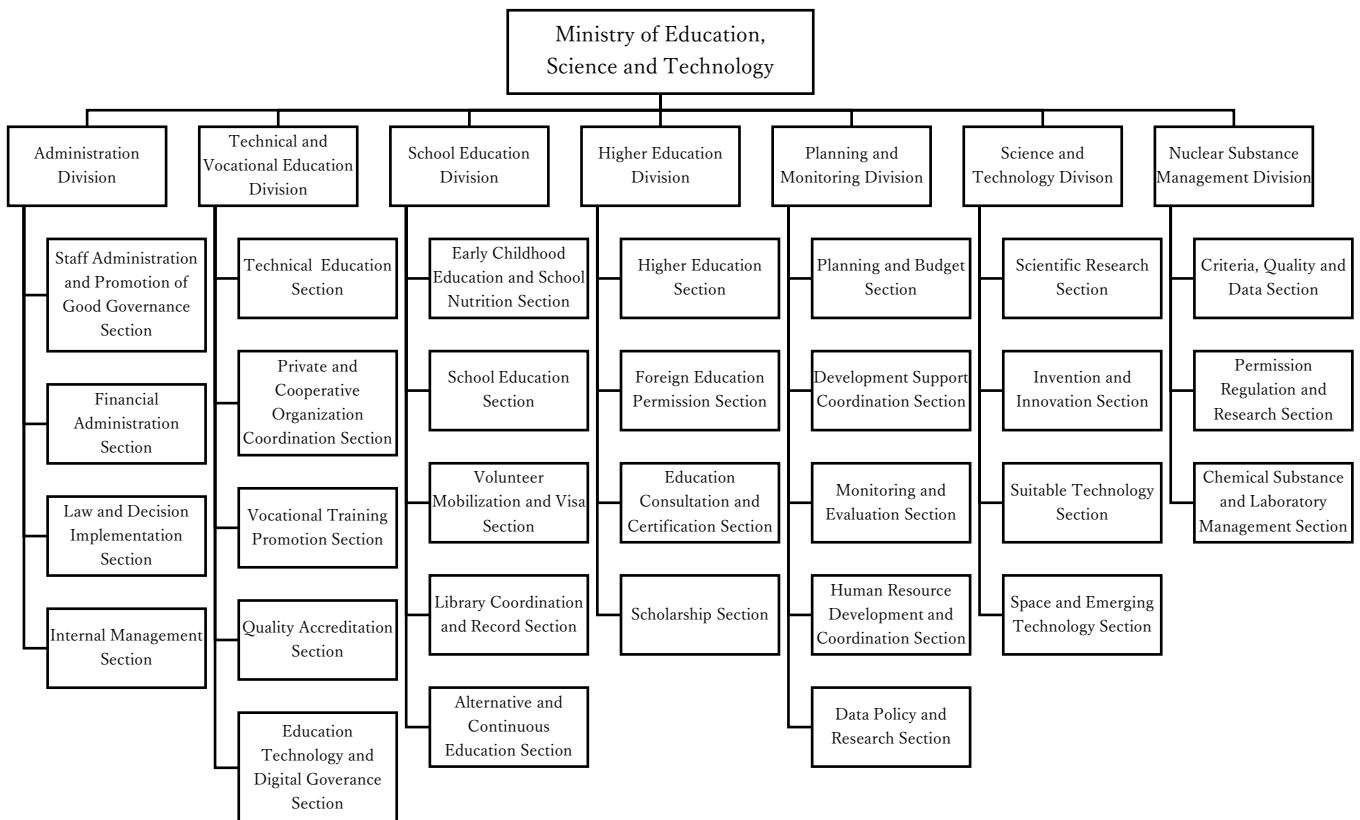 Ministry of Education,
Science and Technology
Administration
Division
Technical and
Vocational Education
Division
School Education
Division
Higher Education
Division
Planning and
Monitoring Division
Science and
Technology Divison
Nuclear Substance
Management Division
Staff Administration
and Promotion of
Good Governance
Section
Financial
Administration
Section
Law and Decision
Implementation
Section
Internal Management
Section
Technical Education
Section
Private and
Cooperative
Organization
Coordination Section
Vocational Training
Promotion Section
Quality Accreditation
Section
Education
Technology and
Digital Goverance
Section
Early Childhood
Education and School
Nutrition Section
School Education
Section
Volunteer
Mobilization and Visa
Section
Library Coordination
and Record Section
Alternative and
Continuous
Education Section
Higher Education
Section
Foreign Education
Permission Section
Education
Consultation and
Certification Section
Scholarship Section
Planning and Budget
Section
Development Support
Coordination Section
Monitoring and
Evaluation Section
Human Resource
Development and
Coordination Section
Data Policy and
Research Section
Scientific Research
Section
Invention and
Innovation Section
Suitable Technology
Section
Space and Emerging
Technology Section
Criteria, Quality and
Data Section
Permission
Regulation and
Research Section
Chemical Substance
and Laboratory
Management Section